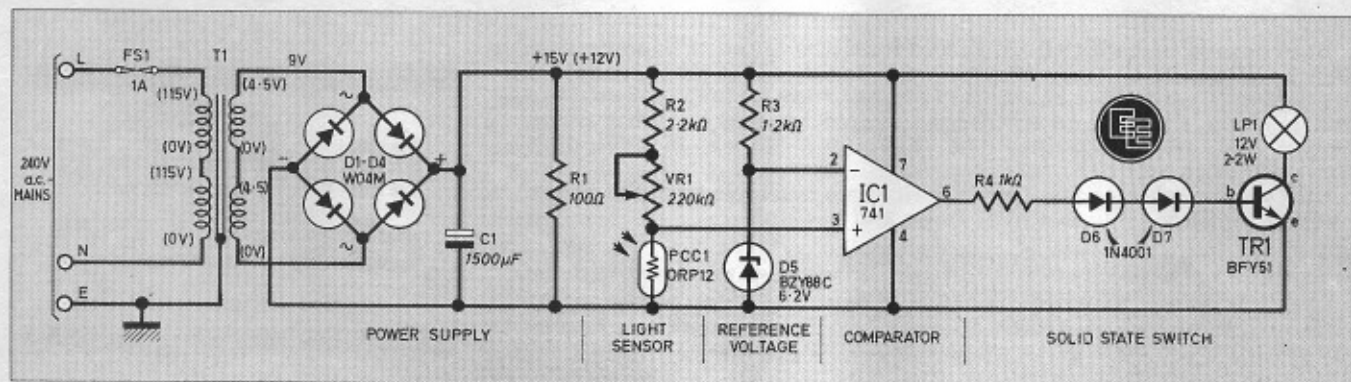 L
FS1
1A
T1
(115V)
(0V)
(115V)
(0V)
9V
(4·5V)
(0V)
(4·5)
(0V)
240V
a.c.
MAINS
N
E
~
~
−
+
D1-D4
W04M
C1
1500µF
+15V (+12V)
R1
100Ω
R2
2·2kΩ
VR1
220kΩ
PCC1
ORP12
R3
1·2kΩ
D5
BZY88C
6·2V
2
−
3
+
7
4
6
IC1
741
R4 1kΩ
D6
D7
1N4001
EE
LP1
12V
2·2W
b
c
e
TR1
BFY51
POWER SUPPLY
LIGHT
SENSOR
REFERENCE
VOLTAGE
COMPARATOR
SOLID STATE SWITCH